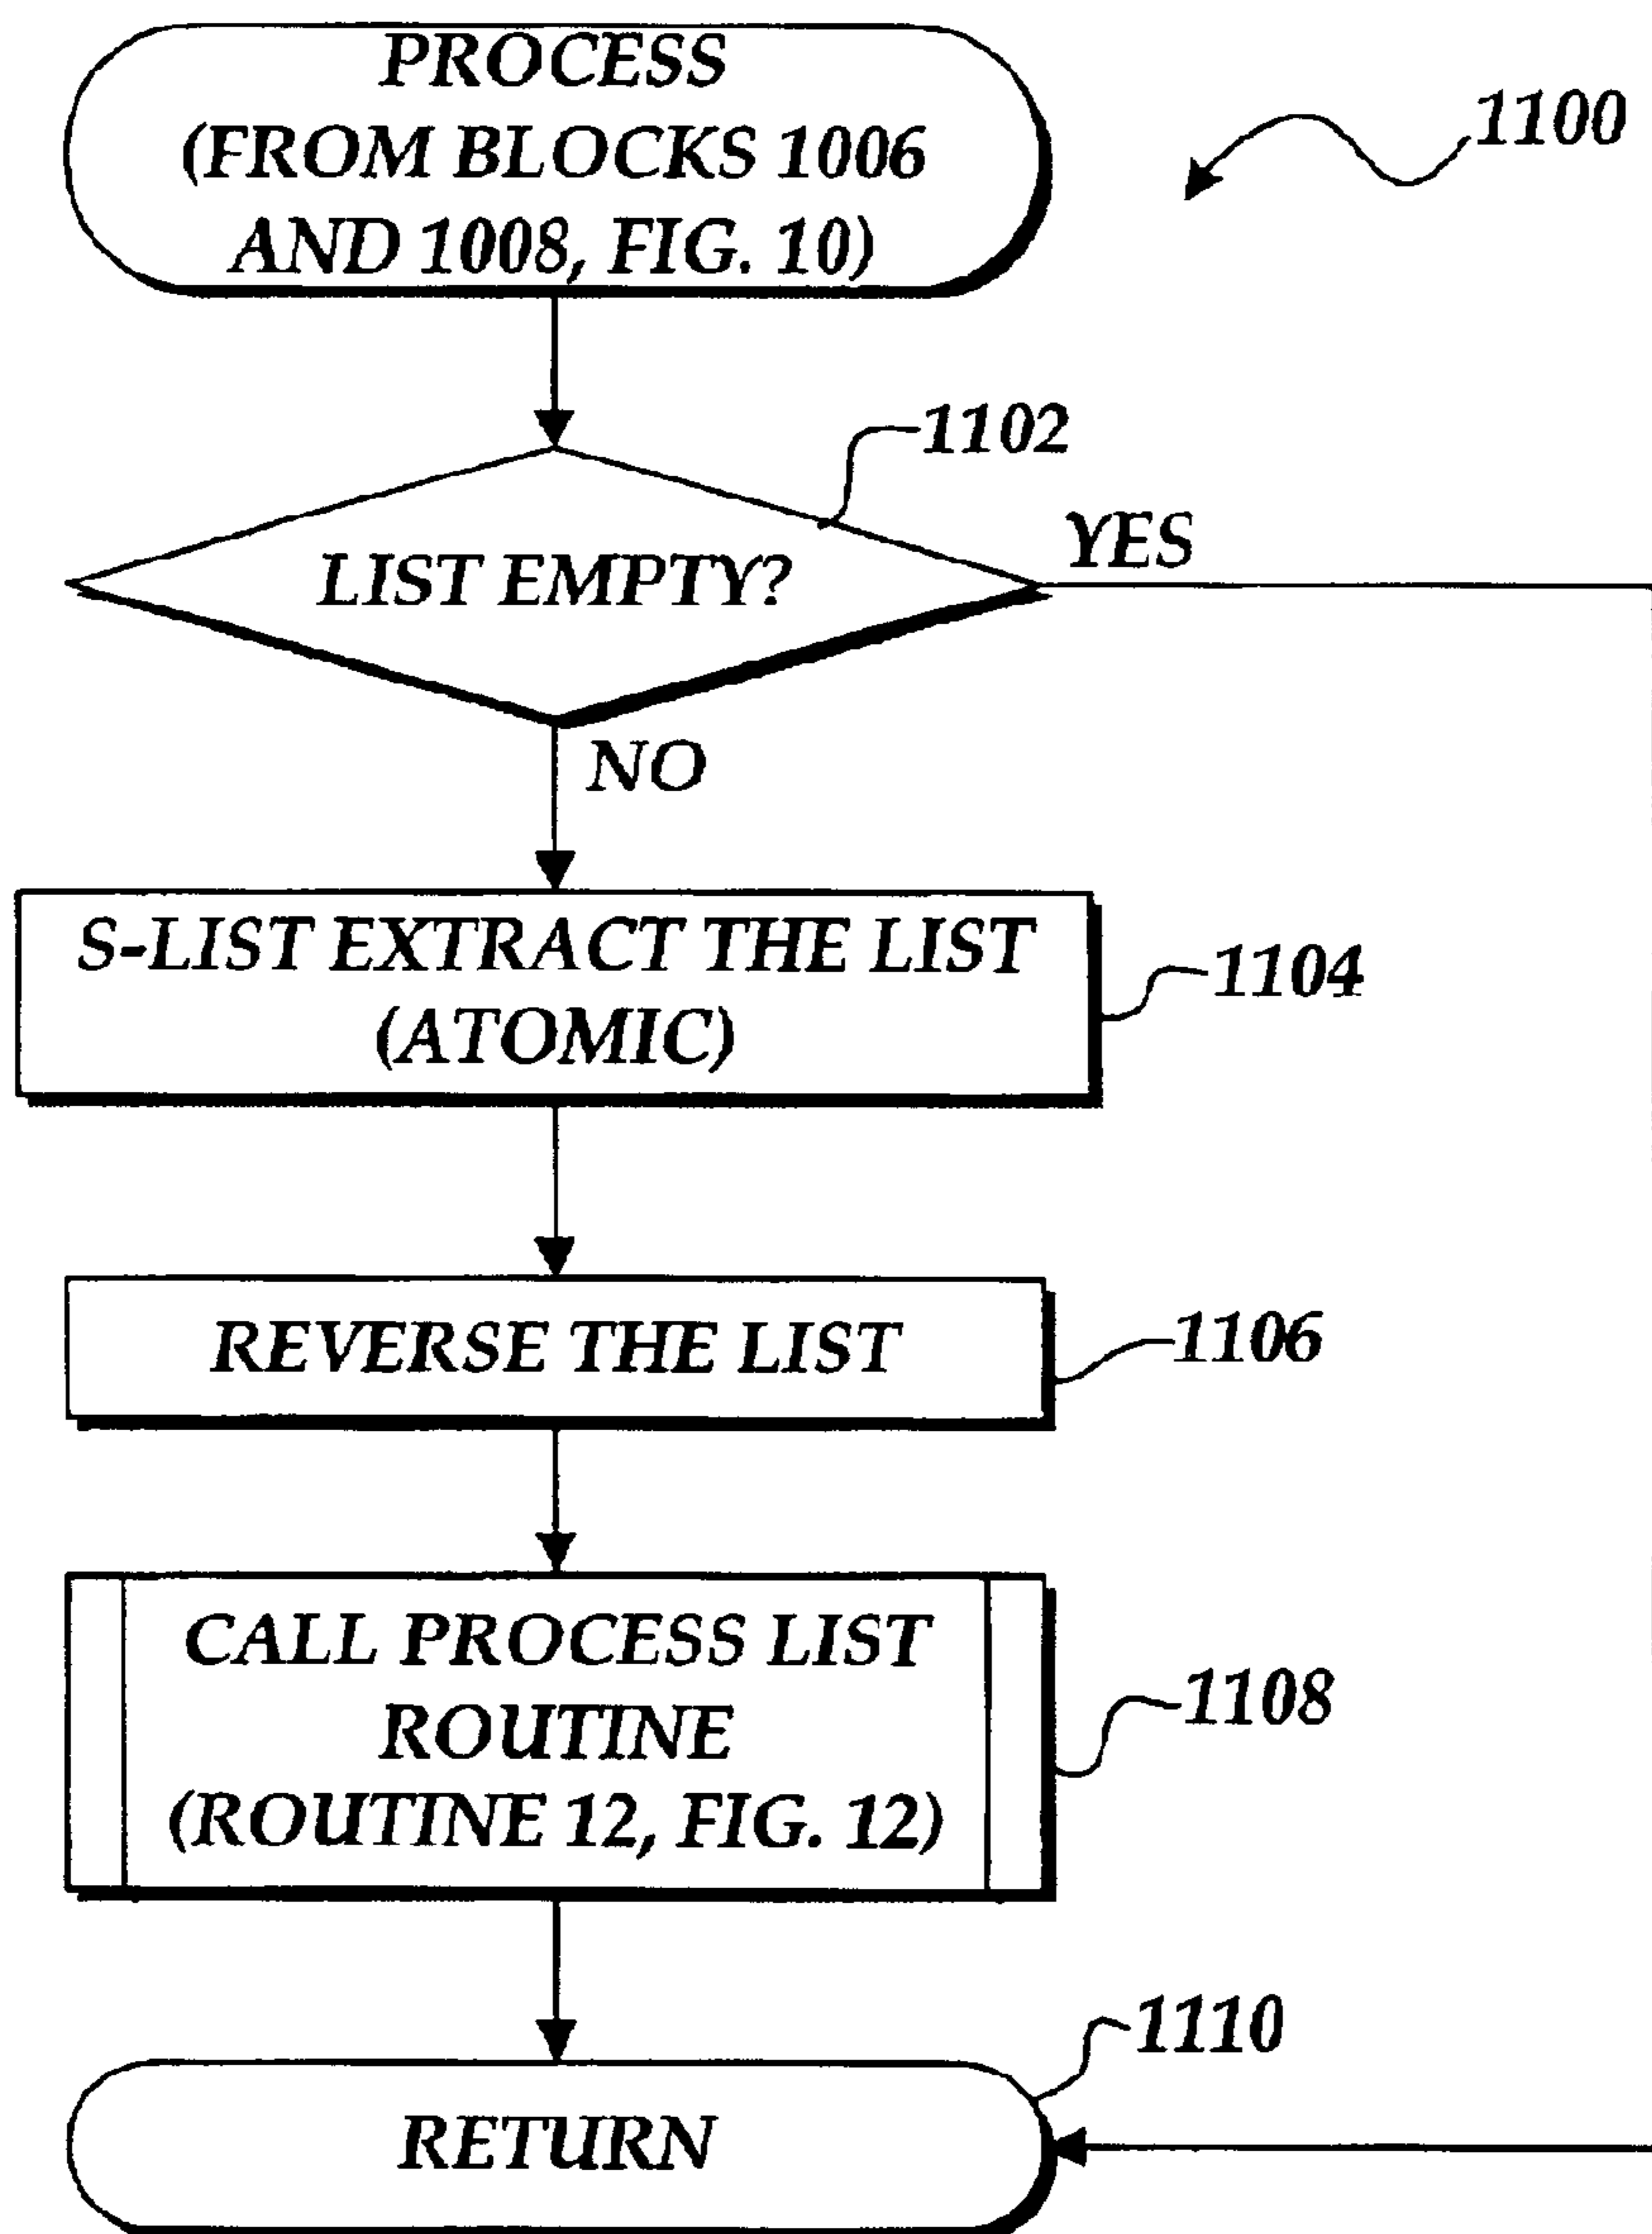 PROCESS
(FROM BLOCKS 1006
AND 1008, FIG. 10)
1100
1102
LIST EMPTY?
YES
NO
S-LIST EXTRACT THE LIST
(ATOMIC)
1104
REVERSE THE LIST
1106
CALL PROCESS LIST
ROUTINE
(ROUTINE 12, FIG. 12)
1108
1110
RETURN